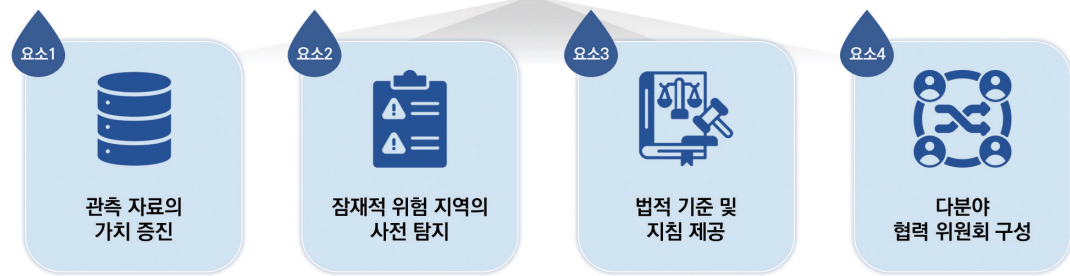 요소1
관측 자료의
가치 증진
요소2
잠재적 위험 지역의
사전 탐지
요소3
법적 기준 및
지침 제공
요소4
다분야
협력 위원회 구성